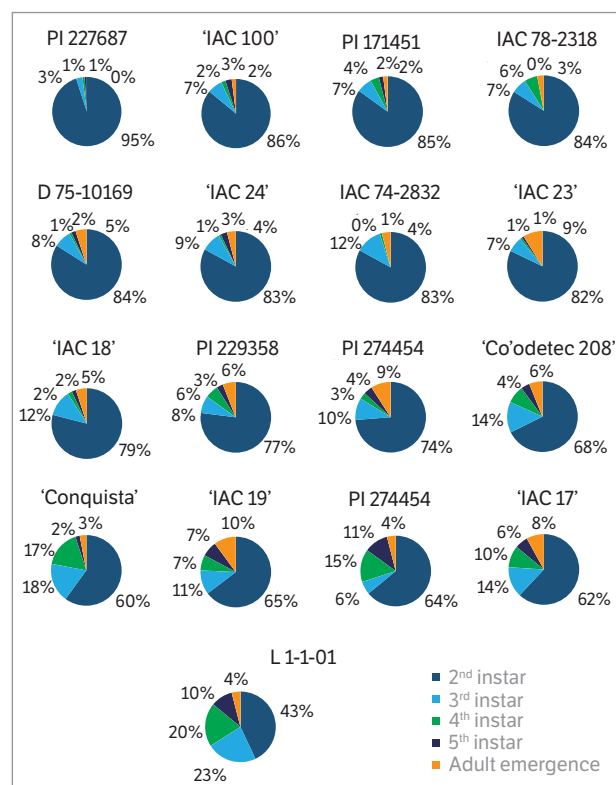 PI 227687 'IAC 100' PI 171451 IAC 78-2318
3% 1% 1% 0% 95%
7% 2% 3% 2% 86%
7% 4% 2% 2% 85%
7% 6% 0% 3% 84%
D 75-10169 'IAC 24' IAC 74-2832 'IAC 23'
8% 1% 2% 5% 84%
9% 1% 3% 4% 83%
12% 0% 1% 4% 83%
7% 1% 1% 9% 82%
'IAC 18' PI 229358 PI 274454 'Co'odetec 208'
12% 2% 2% 5% 79%
8% 6% 3% 6% 77%
10% 3% 4% 9% 74%
14% 4% 6% 68%
'Conquista' 'IAC 19' PI 274454 'IAC 17'
18% 17% 2% 3% 60%
11% 7% 7% 10% 65%
6% 15% 11% 4% 64%
14% 10% 6% 8% 62%
L 1-1-01
23% 20% 10% 4% 43%
2nd instar
3rd instar
4th instar
5th instar
Adult emergence